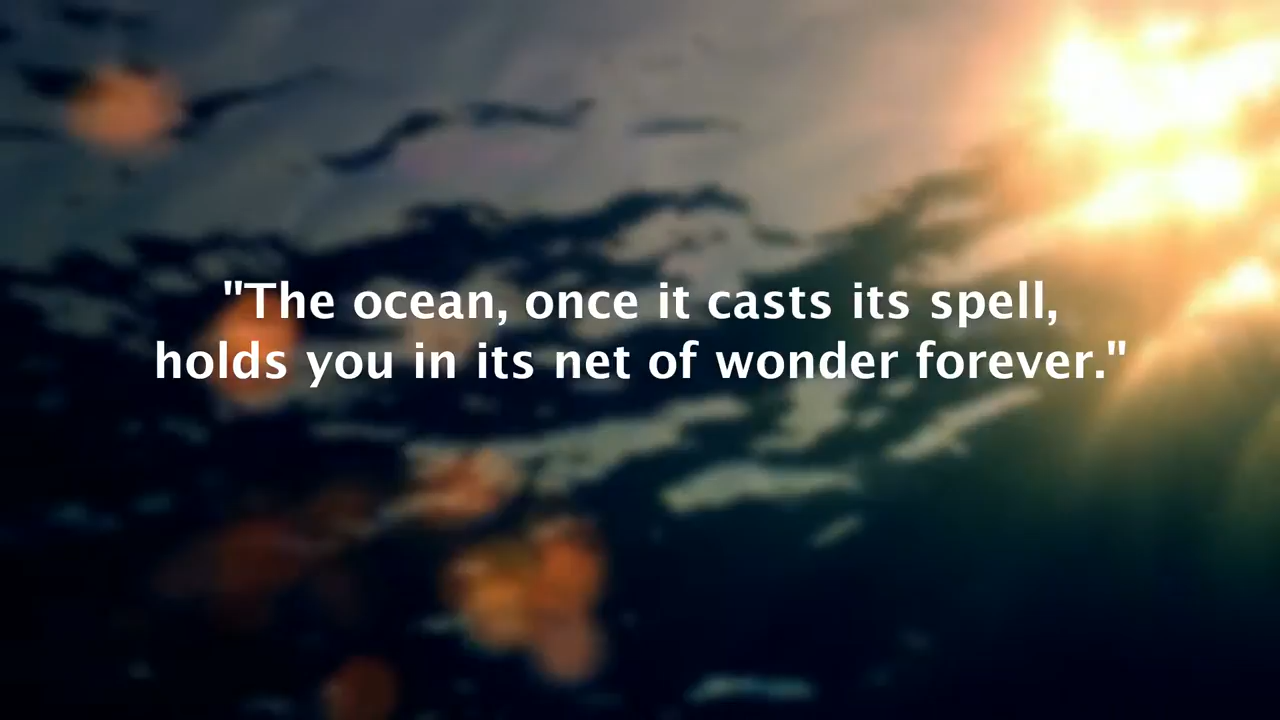 "The ocean, once it casts its spell,
holds you in its net of wonder forever."